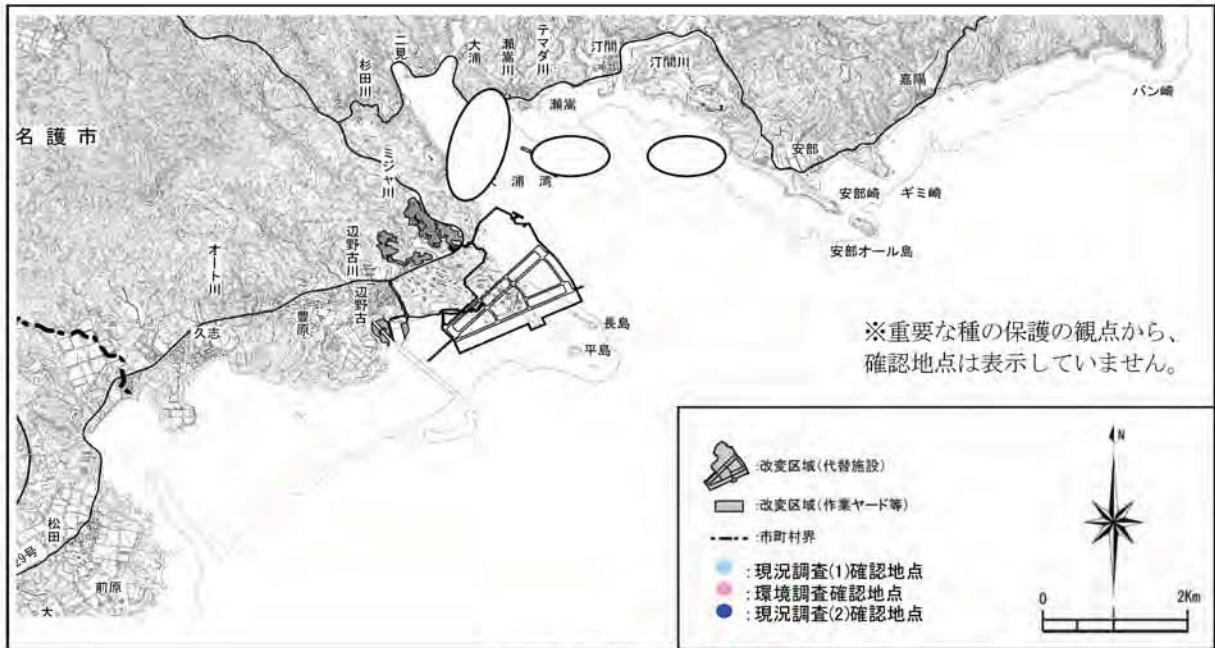 二見
大浦
瀬嵩川
テマダ川
汀間
杉田川
汀間川
嘉陽
バン崎
瀬嵩
名護市
ミジャ川
安部
浦湾
安部崎
ギミ崎
安部オール島
辺野古川
オート川
辺野古
豊原
久志
長島
平島
※重要な種の保護の観点から、
確認地点は表示していません。
:改変区域(代替施設)
:改変区域(作業ヤード等)
:市町村界
:現況調査(1)確認地点
:環境調査確認地点
:現況調査(2)確認地点
N
0 2Km
松田
29号
前原
大